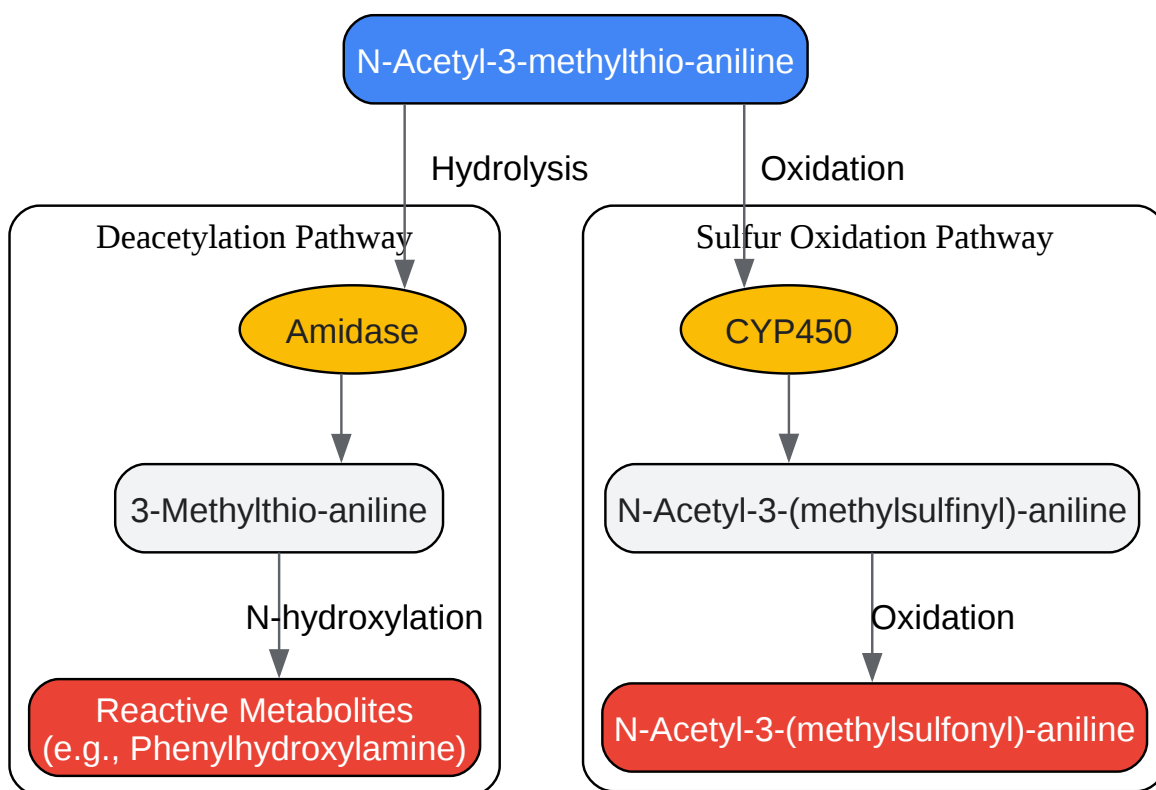 N-Acetyl-3-methylthio-aniline
Hydrolysis
Oxidation
Deacetylation Pathway
Sulfur Oxidation Pathway
Amidase
CYP450
3-Methylthio-aniline
N-Acetyl-3-(methylsulfinyl)-aniline
N-hydroxylation
Oxidation
Reactive Metabolites
(e.g., Phenylhydroxylamine)
N-Acetyl-3-(methylsulfonyl)-aniline